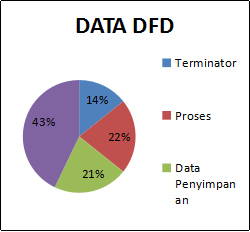 DATA DFD
14%
22%
21%
43%
Terminator
Proses
Data
Penyimpan
an